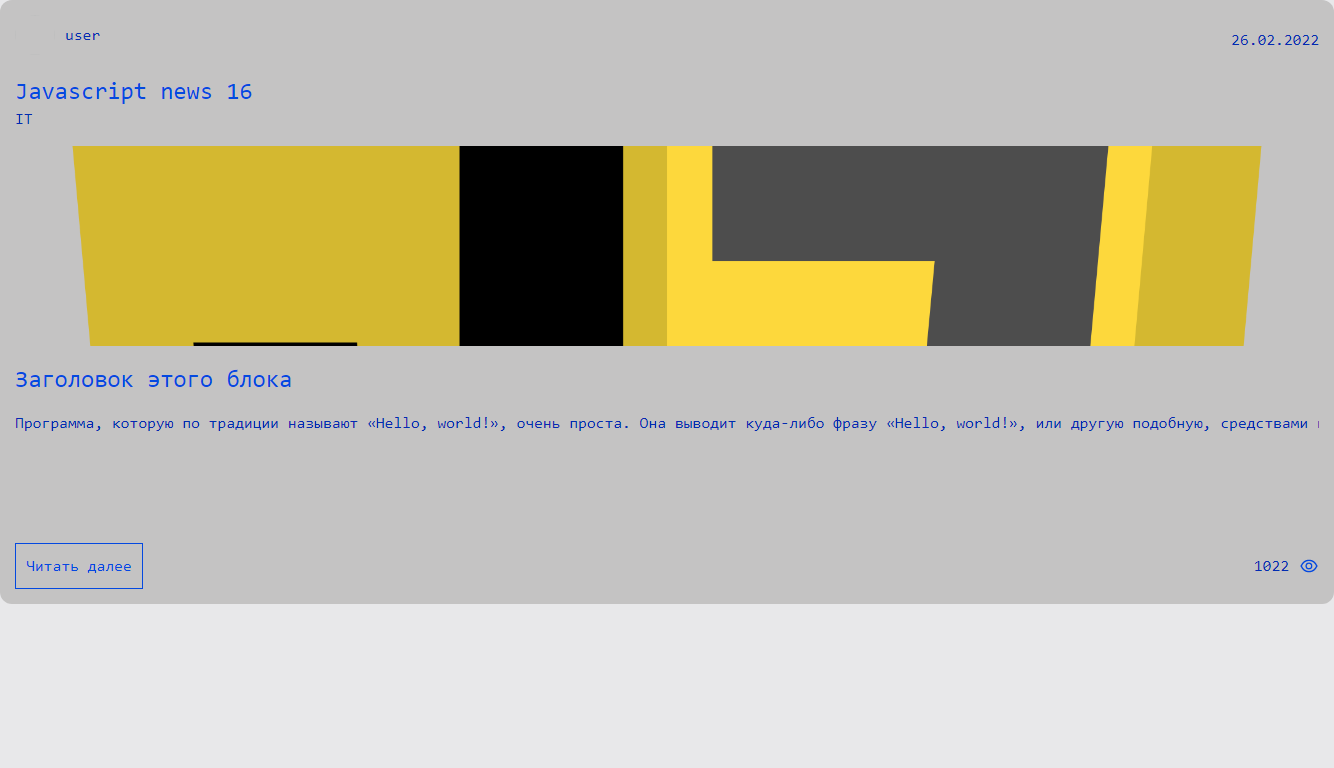 user
26.02.2022
Javascript news 16
IT
Заголовок этого блока
Программа, которую по традиции называют «Hello, world!», очень проста. Она выводит куда-либо фразу «Hello, world!», или другую подобную, средствами
Читать далее
1022